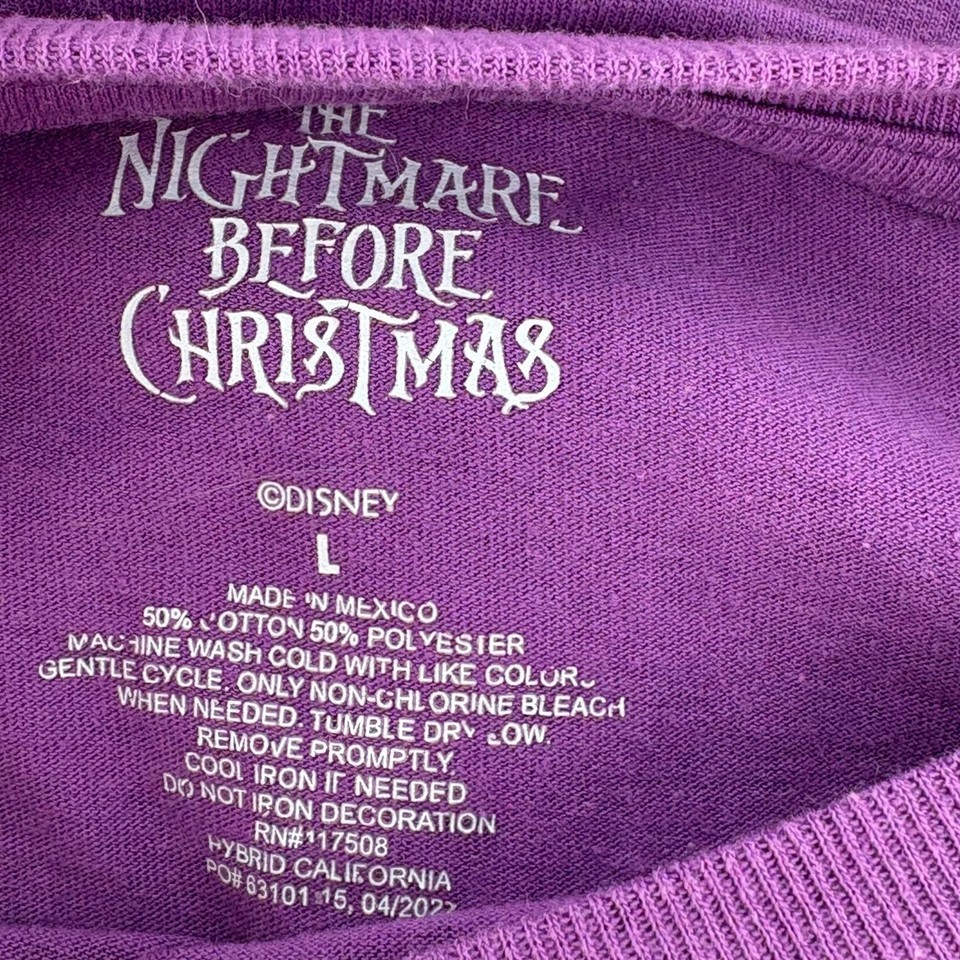 THE
NIGHTMARE
BEFORE
CHRISTMAS
©DISNEY
L
MADE IN MEXICO
50% COTTON 50% POLYESTER
MACHINE WASH COLD WITH LIKE COLORS
GENTLE CYCLE. ONLY NON-CHLORINE BLEACH
WHEN NEEDED. TUMBLE DRY LOW.
REMOVE PROMPTLY
COOL IRON IF NEEDED
DO NOT IRON DECORATION
RN#117508
HYBRID CALIFORNIA
PO#